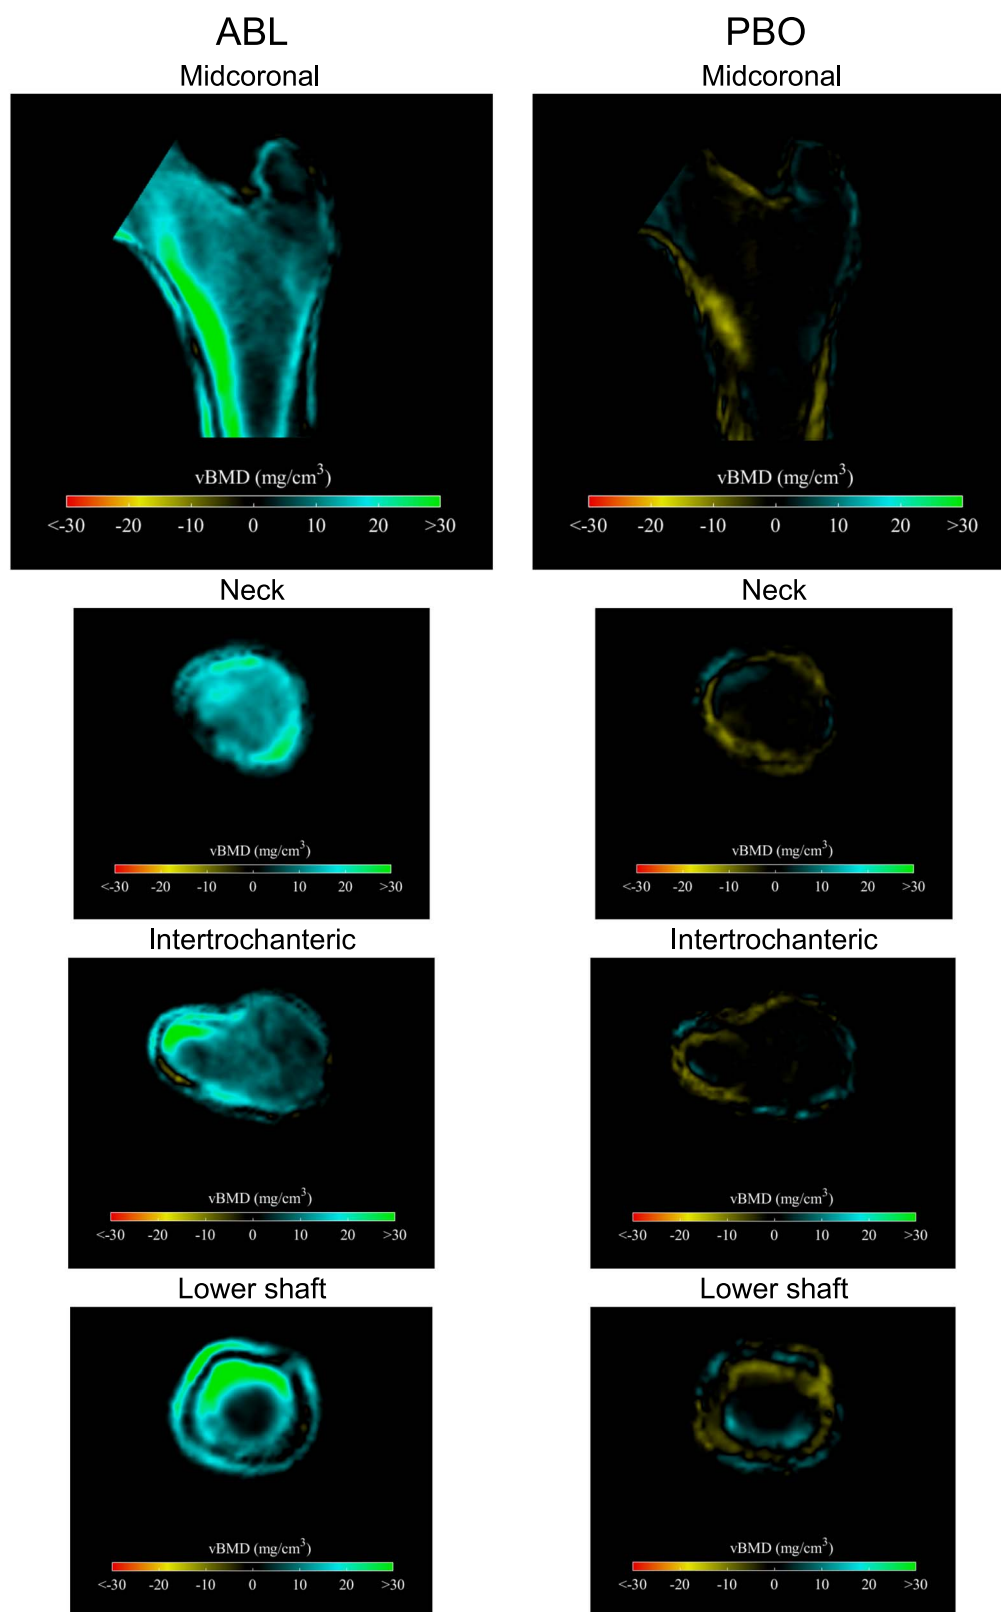 ABL PBO
Midcoronal Midcoronal
vBMD (mg/cm³) vBMD (mg/cm³)
<-30 -20 -10 0 10 20 >30 <-30 -20 -10 0 10 20 >30
Neck Neck
vBMD (mg/cm³) vBMD (mg/cm³)
<-30 -20 -10 0 10 20 >30 <-30 -20 -10 0 10 20 >30
Intertrochanteric Intertrochanteric
vBMD (mg/cm³) vBMD (mg/cm³)
<-30 -20 -10 0 10 20 >30 <-30 -20 -10 0 10 20 >30
Lower shaft Lower shaft
vBMD (mg/cm³) vBMD (mg/cm³)
<-30 -20 -10 0 10 20 >30 <-30 -20 -10 0 10 20 >30